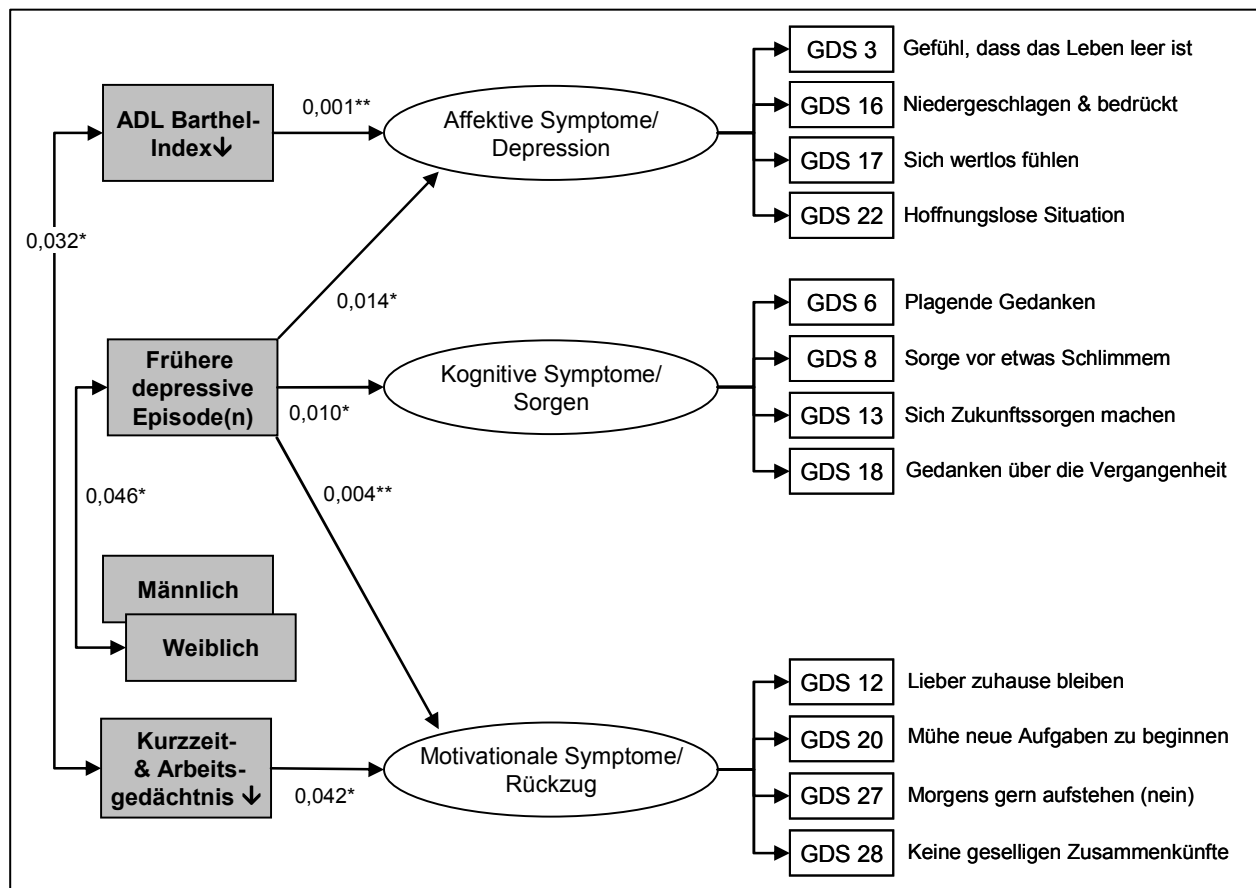 ADL Barthel-
Index↓
0,001**
Affektive Symptome/
Depression
GDS 3 Gefühl, dass das Leben leer ist
GDS 16 Niedergeschlagen & bedrückt
GDS 17 Sich wertlos fühlen
GDS 22 Hoffnungslose Situation
0,032*
0,014*
Frühere
depressive
Episode(n)
0,010*
Kognitive Symptome/
Sorgen
GDS 6 Plagende Gedanken
GDS 8 Sorge vor etwas Schlimmem
GDS 13 Sich Zukunftssorgen machen
GDS 18 Gedanken über die Vergangenheit
0,046*
0,004**
Männlich
Weiblich
Kurzzeit-
& Arbeits-
gedächtnis ↓
0,042*
Motivationale Symptome/
Rückzug
GDS 12 Lieber zuhause bleiben
GDS 20 Mühe neue Aufgaben zu beginnen
GDS 27 Morgens gern aufstehen (nein)
GDS 28 Keine geselligen Zusammenkünfte